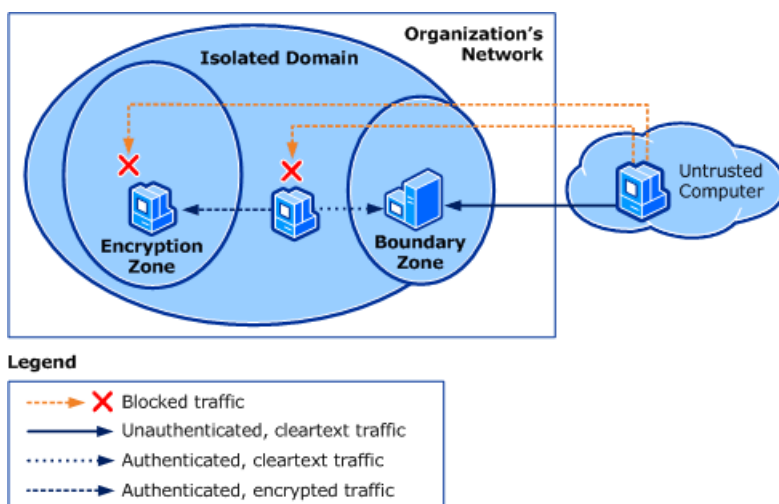 Organization's
Network
Isolated Domain
Untrusted
Computer
Encryption
Zone
Boundary
Zone
Legend
Blocked traffic
Unauthenticated, cleartext traffic
Authenticated, cleartext traffic
Authenticated, encrypted traffic